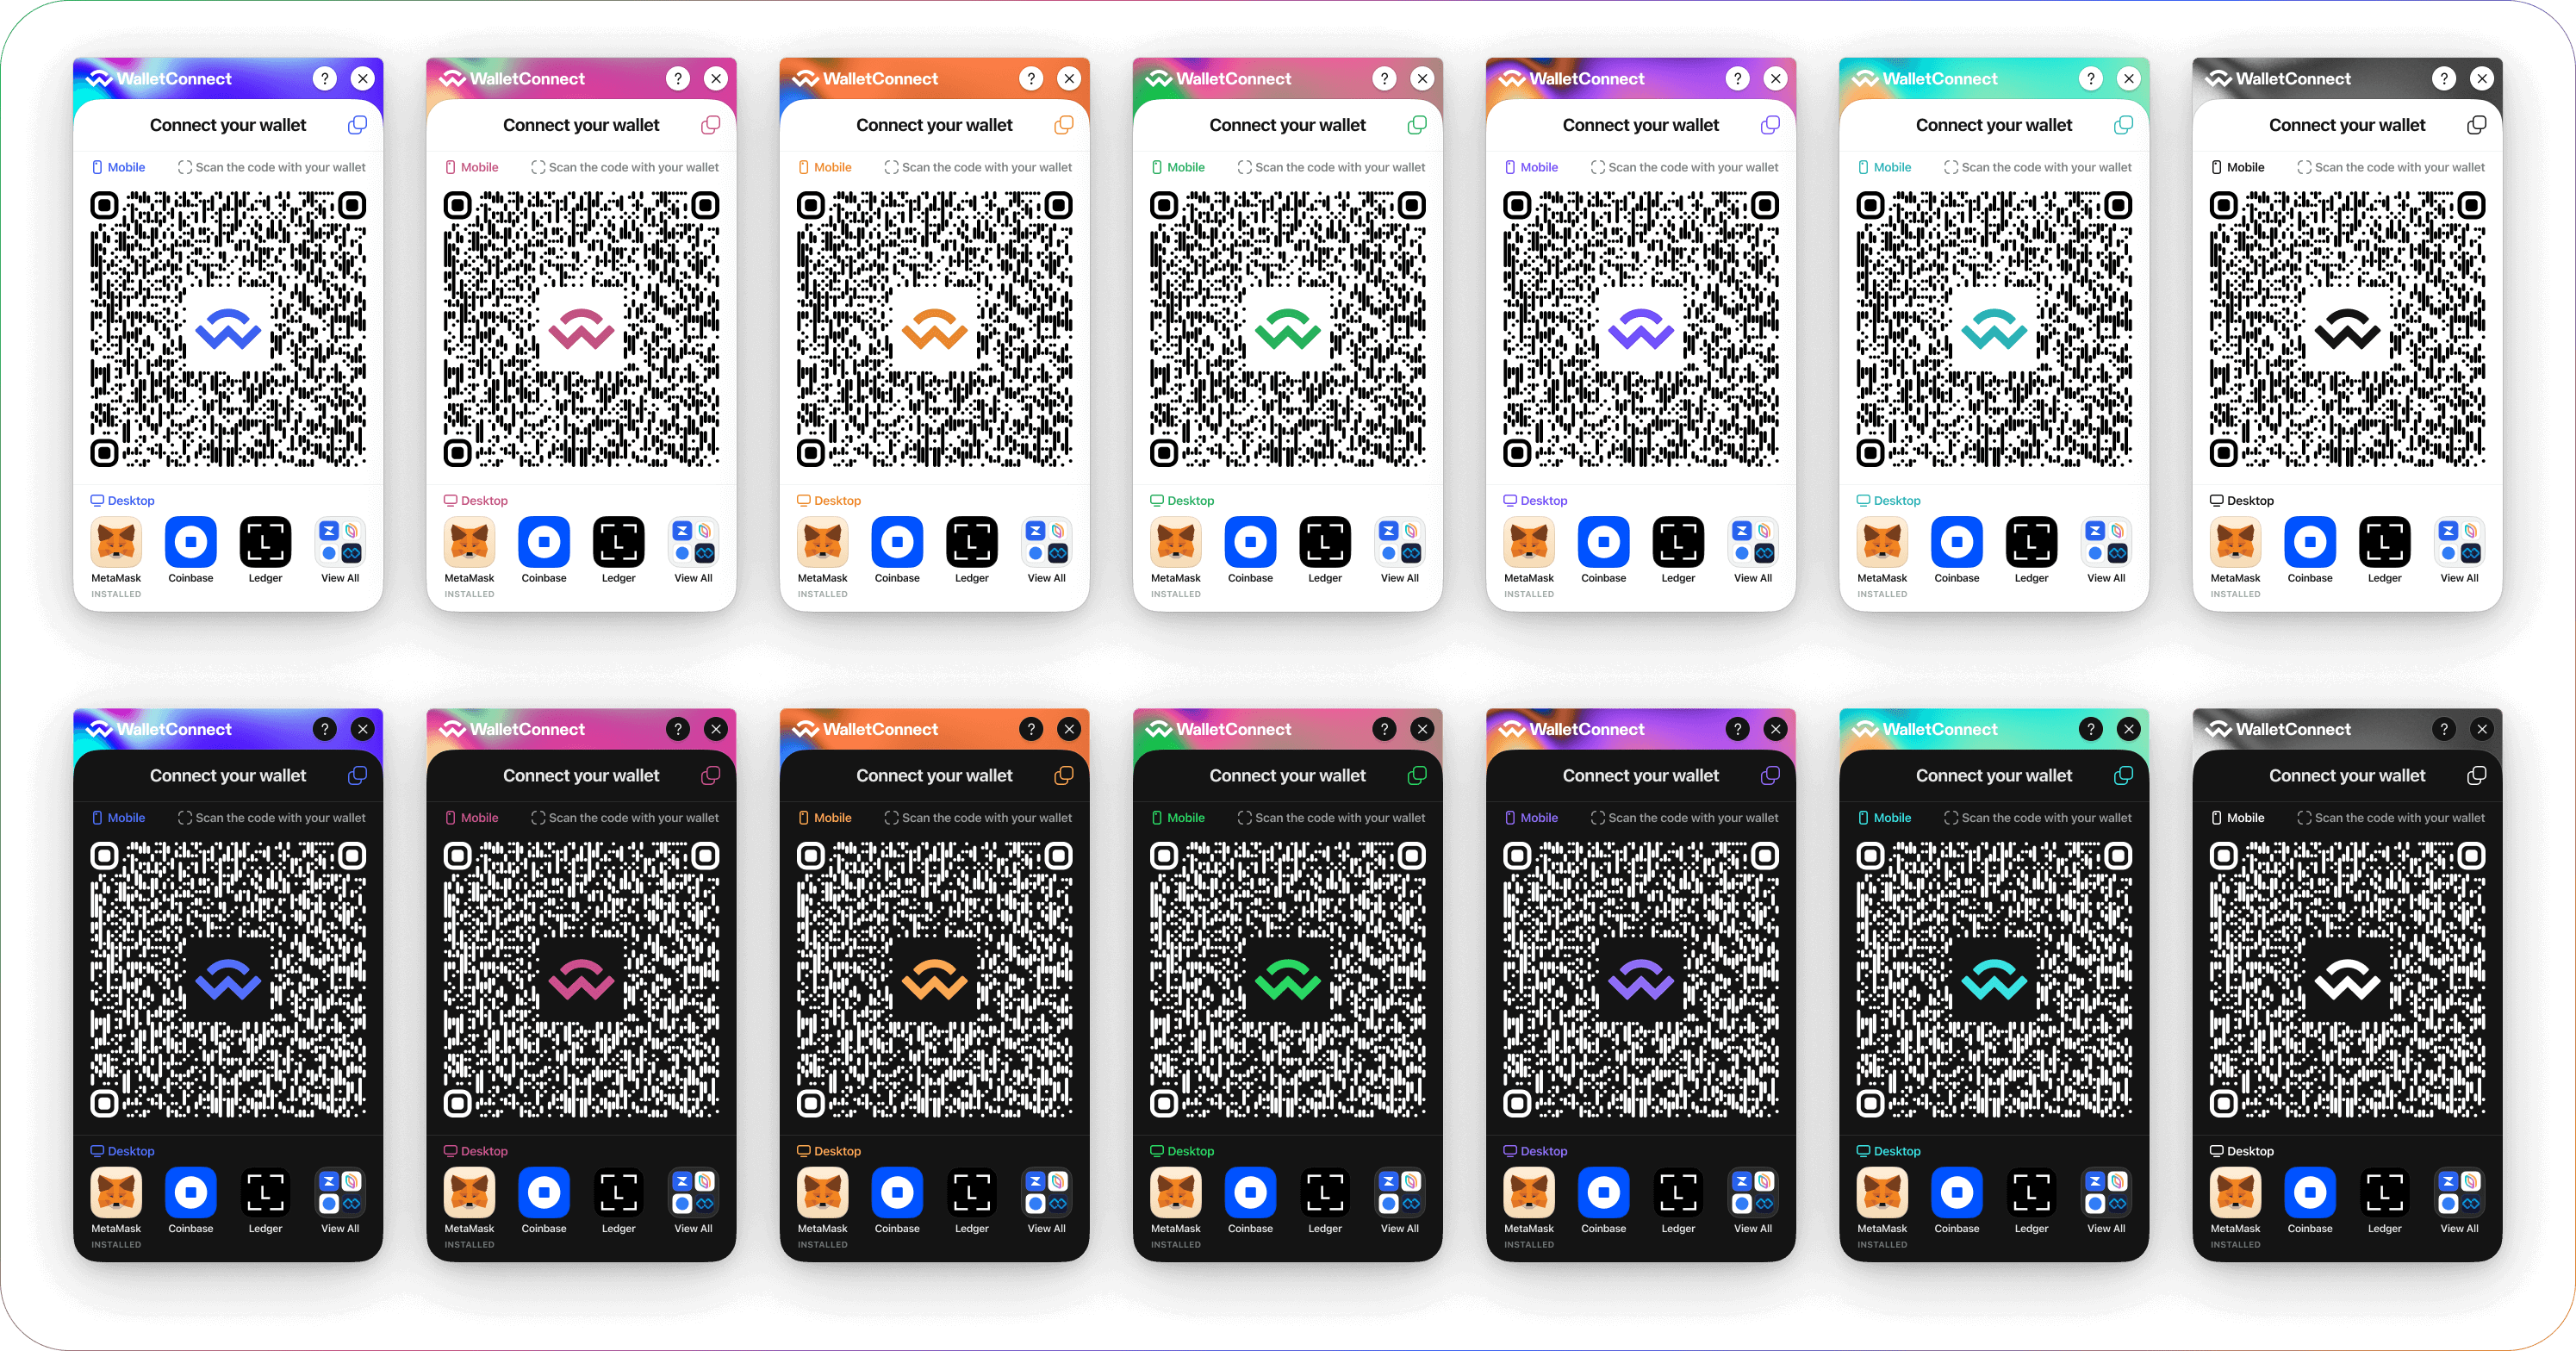 WalletConnect ? WalletConnect ? WalletConnect ? WalletConnect ? WalletConnect ? WalletConnect ? WalletConnect ?
Connect your wallet Connect your wallet Connect your wallet Connect your wallet Connect your wallet Connect your wallet Connect your wallet
Mobile Scan the code with your wallet Mobile Scan the code with your wallet Mobile Scan the code with your wallet Mobile Scan the code with your wallet Mobile Scan the code with your wallet Mobile Scan the code with your wallet Mobile Scan the code with your wallet
Desktop Desktop Desktop Desktop Desktop Desktop Desktop
MetaMask Coinbase Ledger View All MetaMask Coinbase Ledger View All MetaMask Coinbase Ledger View All MetaMask Coinbase Ledger View All MetaMask Coinbase Ledger View All MetaMask Coinbase Ledger View All MetaMask Coinbase Ledger View All
INSTALLED INSTALLED INSTALLED INSTALLED INSTALLED INSTALLED INSTALLED
WalletConnect ? WalletConnect ? WalletConnect ? WalletConnect ? WalletConnect ? WalletConnect ? WalletConnect ?
Connect your wallet Connect your wallet Connect your wallet Connect your wallet Connect your wallet Connect your wallet Connect your wallet
Mobile Scan the code with your wallet Mobile Scan the code with your wallet Mobile Scan the code with your wallet Mobile Scan the code with your wallet Mobile Scan the code with your wallet Mobile Scan the code with your wallet Mobile Scan the code with your wallet
Desktop Desktop Desktop Desktop Desktop Desktop Desktop
MetaMask Coinbase Ledger View All MetaMask Coinbase Ledger View All MetaMask Coinbase Ledger View All MetaMask Coinbase Ledger View All MetaMask Coinbase Ledger View All MetaMask Coinbase Ledger View All MetaMask Coinbase Ledger View All
INSTALLED INSTALLED INSTALLED INSTALLED INSTALLED INSTALLED INSTALLED